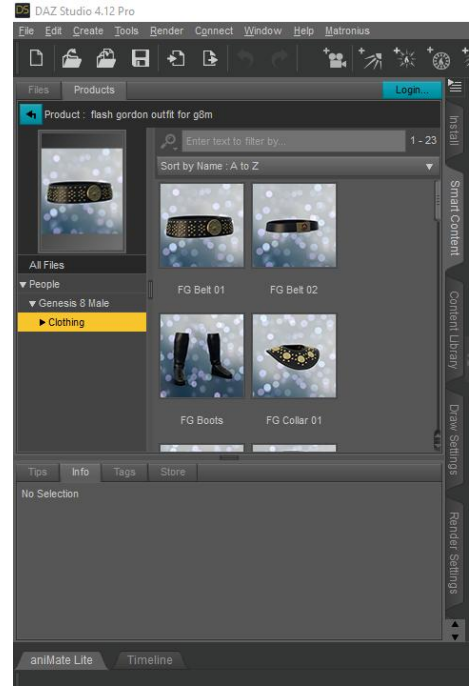 DS DAZ Studio 4.12 Pro
File Edit Create Tools Render Connect Window Help Matronius
Files Products Login...
Product : flash gordon outfit for g8m
Enter text to filter by... 1 - 23
Sort by Name : A to Z
All Files
People
Genesis 8 Male
Clothing
FG Belt 01 FG Belt 02
FG Boots FG Collar 01
Install
Smart Content
Content Library
Draw Settings
Render Settings
Tips Info Tags Store
No Selection
aniMate Lite Timeline